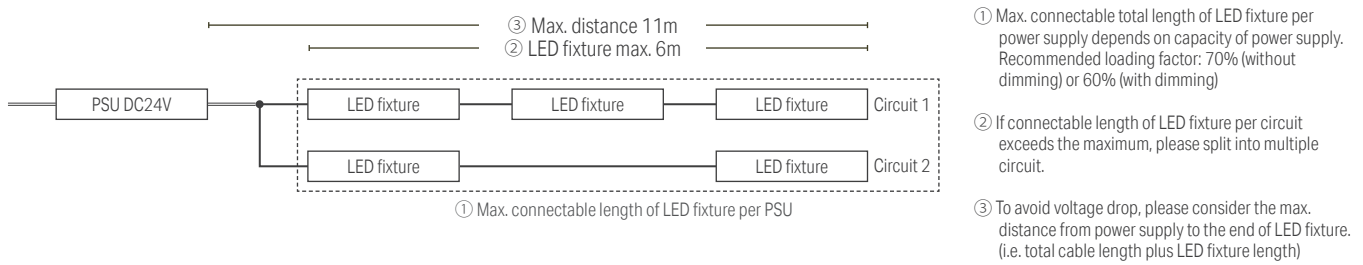 ③ Max. distance 11m
② LED fixture max. 6m
PSU DC24V
LED fixture
LED fixture
LED fixture
Circuit 1
LED fixture
LED fixture
Circuit 2
① Max. connectable length of LED fixture per PSU
① Max. connectable total length of LED fixture per
power supply depends on capacity of power supply.
Recommended loading factor: 70% (without
dimming) or 60% (with dimming)
② If connectable length of LED fixture per circuit
exceeds the maximum, please split into multiple
circuit.
③ To avoid voltage drop, please consider the max.
distance from power supply to the end of LED fixture.
(i.e. total cable length plus LED fixture length)